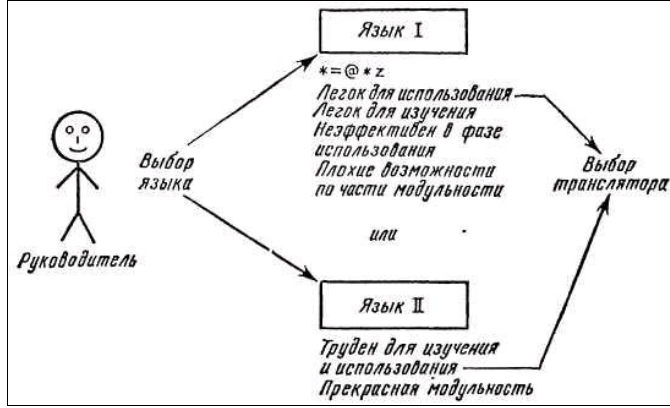 Язык I
*=@*z
Легок для использования
Легок для изучения
Неэффективен в фазе
использования
Плохие возможности
по части модульности
Выбор
языка
Выбор
транслятора
или
Руководитель
Язык II
Труден для изучения
и использования
Прекрасная модульность